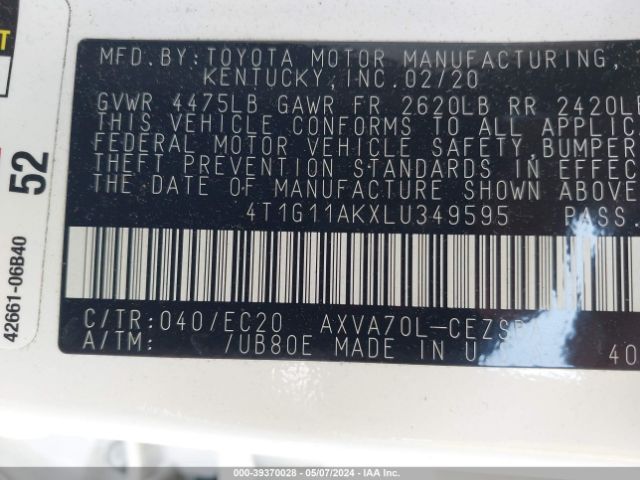 MFD.BY:TOYOTA MOTOR MANUFACTURING,
KENTUCKY,INC.02/20
GVWR 4475LB GAWR FR 2620LB RR 2420LB
THIS VEHICLE CONFORMS TO ALL APPLIC
FEDERAL MOTOR VEHICLE SAFETY,BUMPER
THEFT PREVENTION STANDARDS IN EFFEC
THE DATE OF MANUFACTURE SHOWN ABOVE
4T1G11AKXLU349595 PASS.
C/TR:040/EC20 AXVA70L-CEZS
A/TM: /UB80E MADE IN U 40
52
42661-06B40
000-39370028 - 05/07/2024 - IAAI.COM